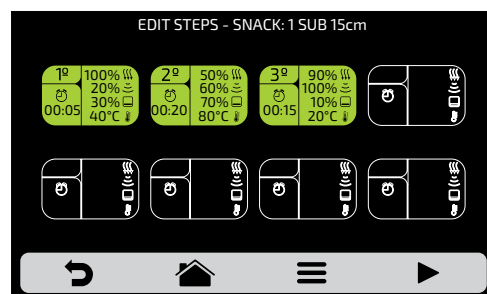 EDIT STEPS - SNACK: 1 SUB 15cm
1º 100%
20%
00:05 30%
40°C
2º 50%
60%
00:20 70%
80°C
3º 90%
100%
00:15 10%
20°C